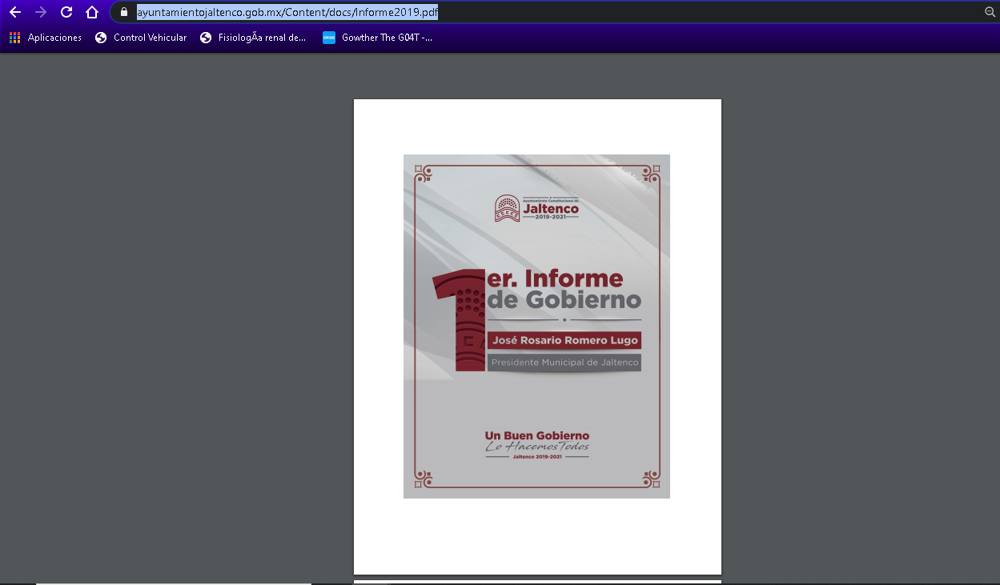 ayuntamientojaltenco.gob.mx/Content/docs/Informe2019.pdf
Aplicaciones
Control Vehicular
FisiologÃa renal de...
Gowther The G04T -...
Ayuntamiento Constitucional de
Jaltenco
2019-2021
1er. Informe
de Gobierno
José Rosario Romero Lugo
Presidente Municipal de Jaltenco
Un Buen Gobierno
Lo Hacemos Todos
Jaltenco 2019-2021